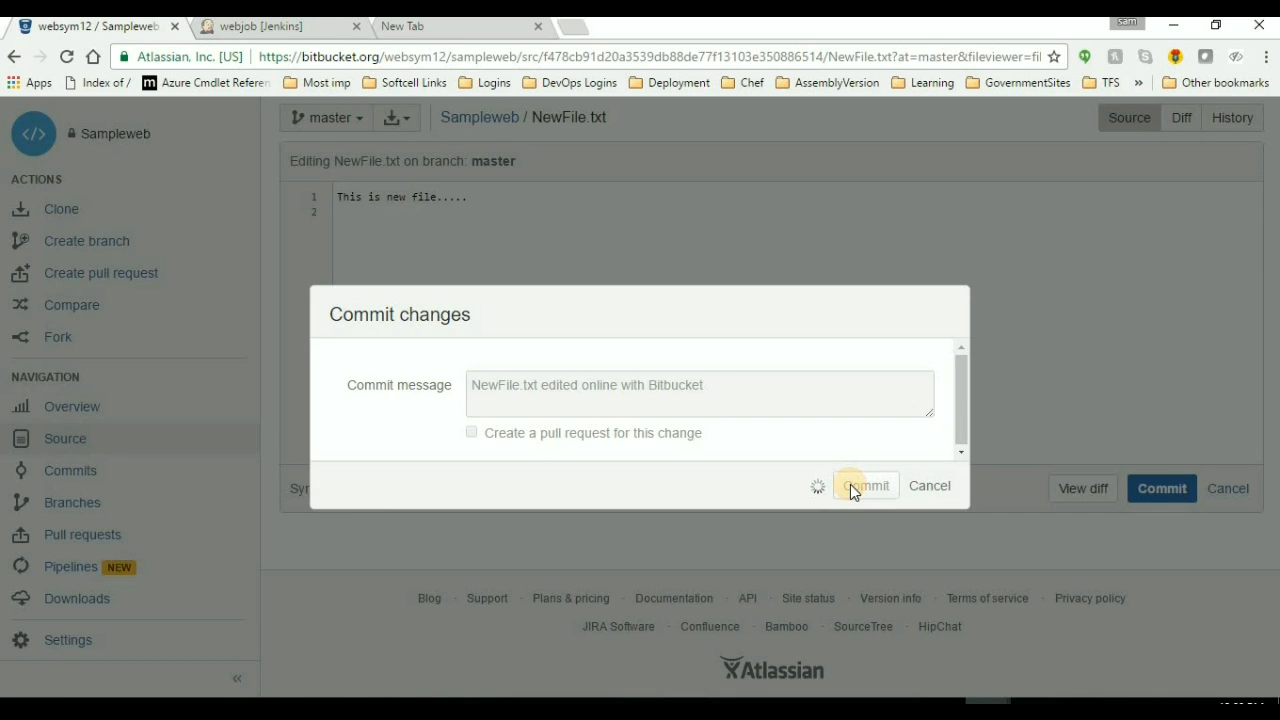 websym12 / Sampleweb
webjob [Jenkins]
New Tab
sam
Atlassian, Inc. [US]
https://bitbucket.org/websym12/sampleweb/src/f478cb91d20a3539db88de77f13103e350886514/NewFile.txt?at=master&fileviewer=fil
Apps
Index of /
m Azure Cmdlet Referen
Most imp
Softcell Links
Logins
DevOps Logins
Deployment
Chef
AssemblyVersion
Learning
GovernmentSites
TFS
»
Other bookmarks
Sampleweb
ACTIONS
Clone
Create branch
Create pull request
Compare
Fork
NAVIGATION
Overview
Source
Commits
Branches
Pull requests
Pipelines NEW
Downloads
Settings
«
master
Sampleweb / NewFile.txt
Source Diff History
Editing NewFile.txt on branch: master
1 This is new file.....
2
Commit changes
Commit message
NewFile.txt edited online with Bitbucket
Create a pull request for this change
Commit Cancel
Syn
View diff Commit Cancel
Blog · Support · Plans & pricing · Documentation · API · Site status · Version info · Terms of service · Privacy policy
JIRA Software · Confluence · Bamboo · SourceTree · HipChat
Atlassian